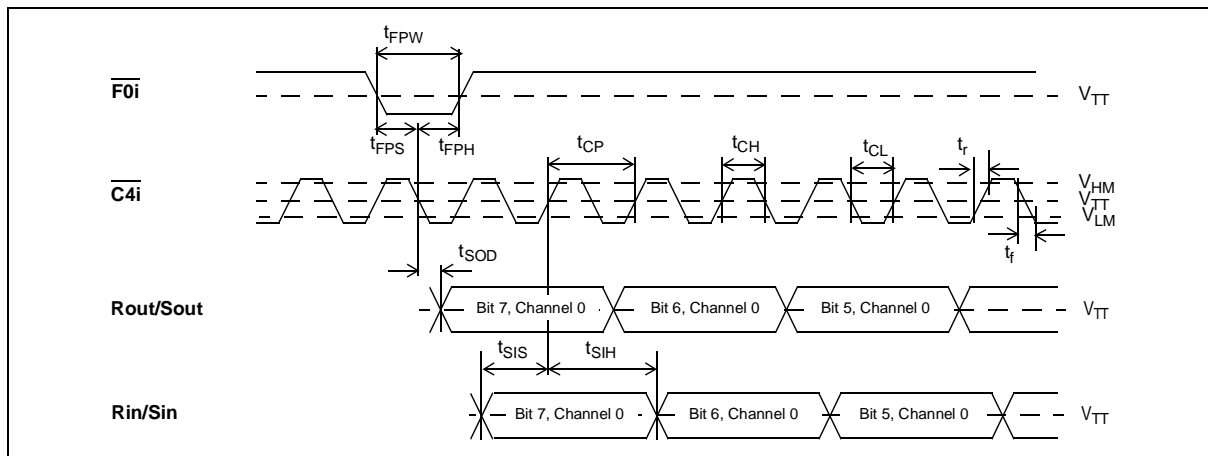 tFPW
F0i
VTT
tFPS
tFPH
tCP
tCH
tCL
tr
C4i
VHM
VTT
VLM
tf
tSOD
Rout/Sout
Bit 7, Channel 0
Bit 6, Channel 0
Bit 5, Channel 0
VTT
tSIS
tSIH
Rin/Sin
Bit 7, Channel 0
Bit 6, Channel 0
Bit 5, Channel 0
VTT